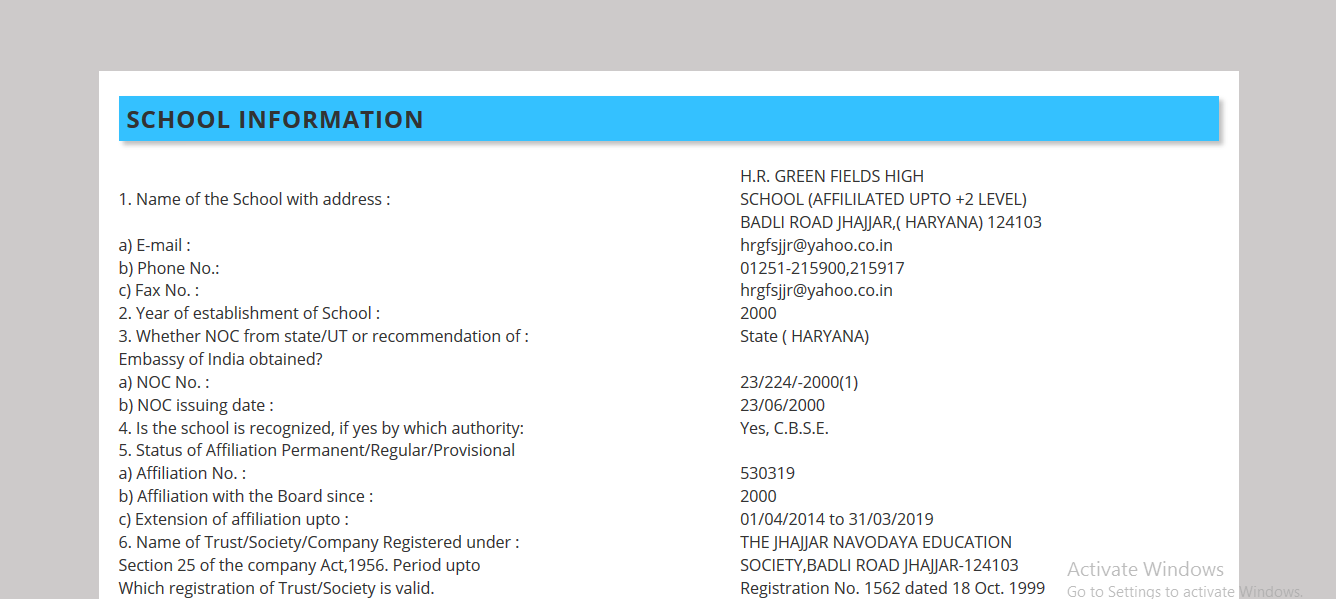 SCHOOL INFORMATION
H.R. GREEN FIELDS HIGH
1. Name of the School with address : SCHOOL (AFFILILATED UPTO +2 LEVEL)
BADLI ROAD JHAJJAR,( HARYANA) 124103
a) E-mail : hrgfsjjr@yahoo.co.in
b) Phone No.: 01251-215900,215917
c) Fax No. : hrgfsjjr@yahoo.co.in
2. Year of establishment of School : 2000
3. Whether NOC from state/UT or recommendation of : State ( HARYANA)
Embassy of India obtained?
a) NOC No. : 23/224/-2000(1)
b) NOC issuing date : 23/06/2000
4. Is the school is recognized, if yes by which authority: Yes, C.B.S.E.
5. Status of Affiliation Permanent/Regular/Provisional
a) Affiliation No. : 530319
b) Affiliation with the Board since : 2000
c) Extension of affiliation upto : 01/04/2014 to 31/03/2019
6. Name of Trust/Society/Company Registered under : THE JHAJJAR NAVODAYA EDUCATION
Section 25 of the company Act,1956. Period upto SOCIETY,BADLI ROAD JHAJJAR-124103
Which registration of Trust/Society is valid. Registration No. 1562 dated 18 Oct. 1999
Activate Windows
Go to Settings to activate Windows.